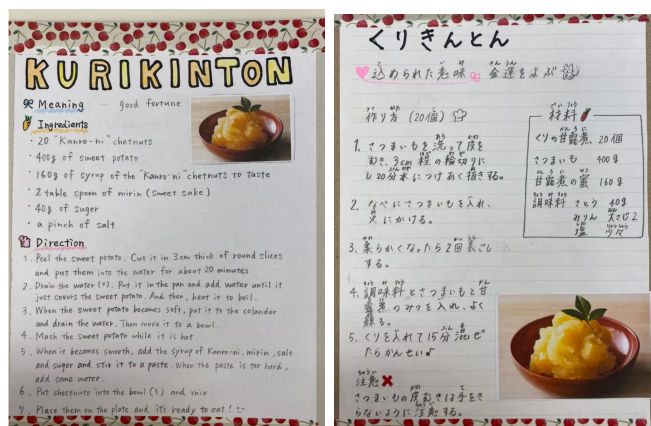 KURIKINTON
Meaning ... good fortune
Ingredients
・20 "Kanro-ni" chetnuts
・400g of sweet potato
・160g of syrup of the "Kanro-ni" chetnuts to taste
・2 table spoon of mirin (sweet sake)
・40g of suger
・a pinch of salt
Direction
1. Peel the sweet potato. Cut it in 3cm thick of round slices
and put them into the water for about 20 minutes
2. Drain the water (1). Put it in the pan and add water until it
just covers the sweet potato. And then, heat it to boil.
3. When the sweet potato becomes soft, put it to the colander
and drain the water. Then move it to a bowl.
4. Mash the sweet potato while it is hot.
5. When it becomes smooth, add the syrup of Kanro-ni, mirin, salt
and suger and stir it to a paste. When the paste is too hard,
add some water.
6. Put chestnuts into the bowl (5) and mix.
7. Place them on the plate and it's ready to eat!
くりきんとん
込められた意味 金運をよぶ
作り方 (20個)
1. さつまいもを洗って皮を
むき、3cm程の輪切りに
し20分水につけあく抜きする。
2. なべにさつまいもを入れ、
火にかける。
3. 柔らかくなったら2回裏ごし
する。
4. 調味料とさつまいもと甘
露煮のみつを入れ、よく
練る。
5. くりを入れて15分混ぜ
たらかんせい♪
注意
さつまいもの皮むきは手をき
らないように注意する。
材料
くりの甘露煮 20個
さつまいも 400g
甘露煮の蜜 160g
調味料 さとう 40g
みりん 大さじ2
塩 少々